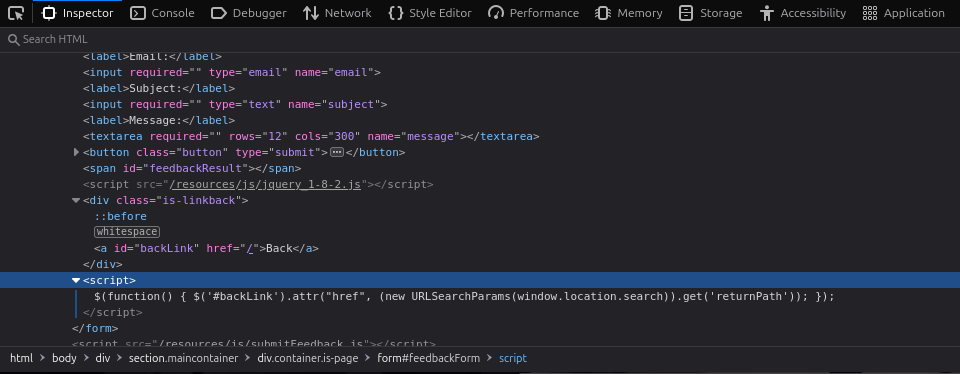 Inspector Console Debugger Network Style Editor Performance Memory Storage Accessibility Application
Search HTML
<label>Email:</label>
<input required="" type="email" name="email">
<label>Subject:</label>
<input required="" type="text" name="subject">
<label>Message:</label>
<textarea required="" rows="12" cols="300" name="message"></textarea>
<button class="button" type="submit"></button>
<span id="feedbackResult"></span>
<script src="/resources/js/jquery_1-8-2.js"></script>
<div class="is-linkback">
::before
whitespace
<a id="backLink" href="/">Back</a>
</div>
<script>
$(function() { $('#backLink').attr("href", (new URLSearchParams(window.location.search)).get('returnPath')); });
</script>
</form>
<script src="/resources/js/submitFeedback.js"></script>
html > body > div > section.maincontainer > div.container.is-page > form#feedbackForm > script